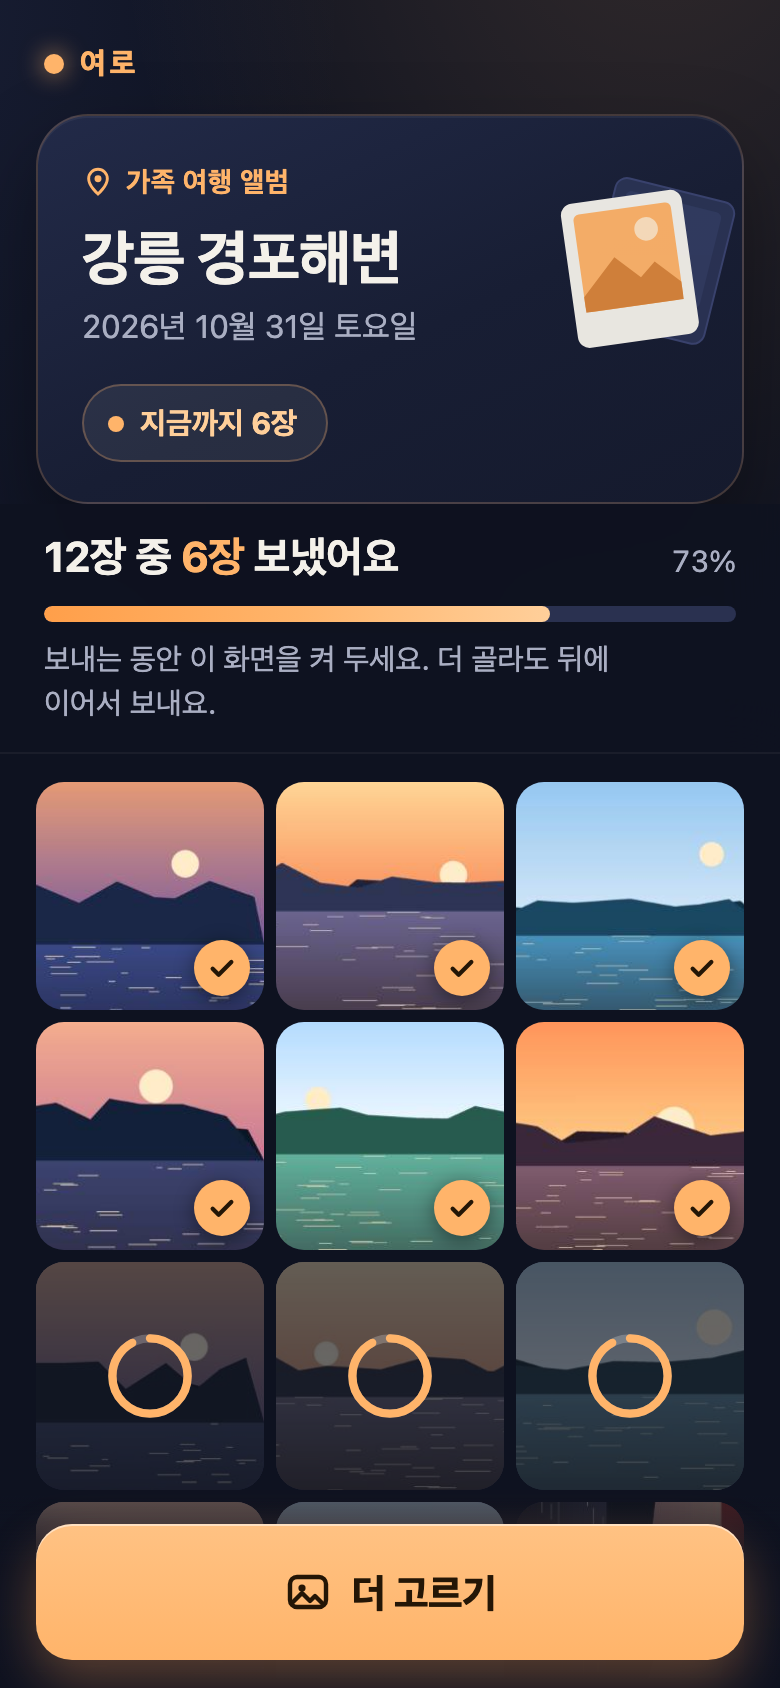 여로
가족 여행 앨범
강릉 경포해변
2026년 10월 31일 토요일
지금까지 6장
12장 중 6장 보냈어요
73%
보내는 동안 이 화면을 켜 두세요. 더 골라도 뒤에
이어서 보내요.
더 고르기